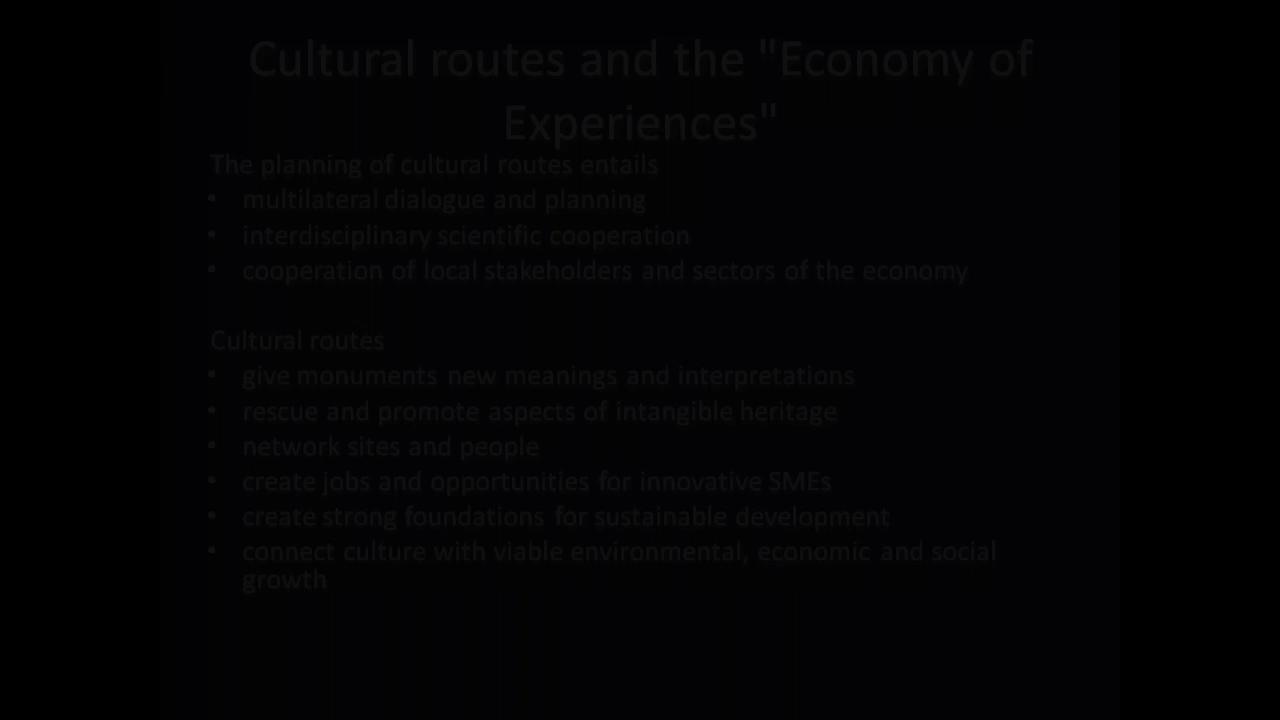 Cultural routes and the "Economy of
Experiences"
The planning of cultural routes entails
• multilateral dialogue and planning
• interdisciplinary scientific cooperation
• cooperation of local stakeholders and sectors of the economy
Cultural routes
• give monuments new meanings and interpretations
• rescue and promote aspects of intangible heritage
• network sites and people
• create jobs and opportunities for innovative SMEs
• create strong foundations for sustainable development
• connect culture with viable environmental, economic and social
growth